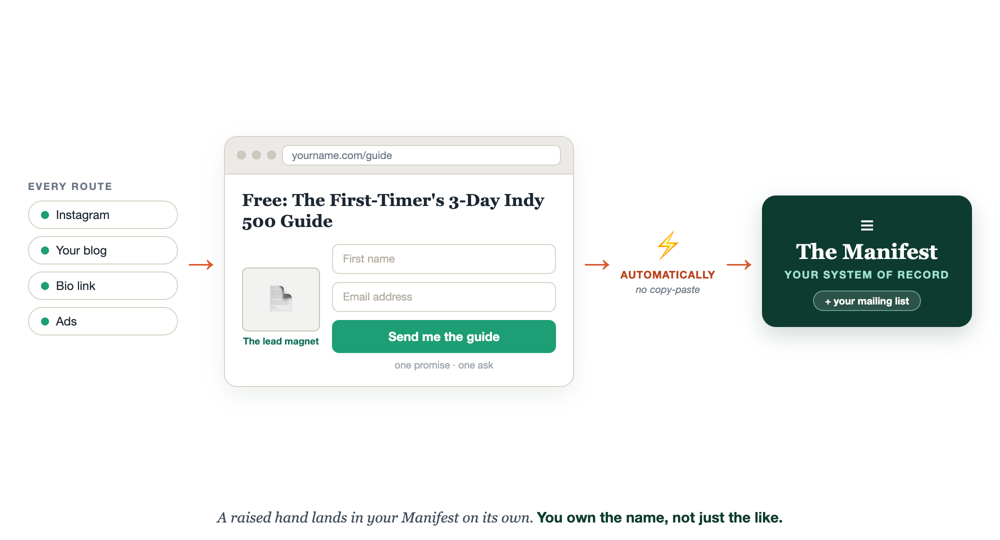 EVERY ROUTE
Instagram
Your blog
Bio link
Ads
yourname.com/guide
Free: The First-Timer's 3-Day Indy
500 Guide
The lead magnet
First name
Email address
Send me the guide
one promise · one ask
AUTOMATICALLY
no copy-paste
The Manifest
YOUR SYSTEM OF RECORD
+ your mailing list
A raised hand lands in your Manifest on its own. You own the name, not just the like.